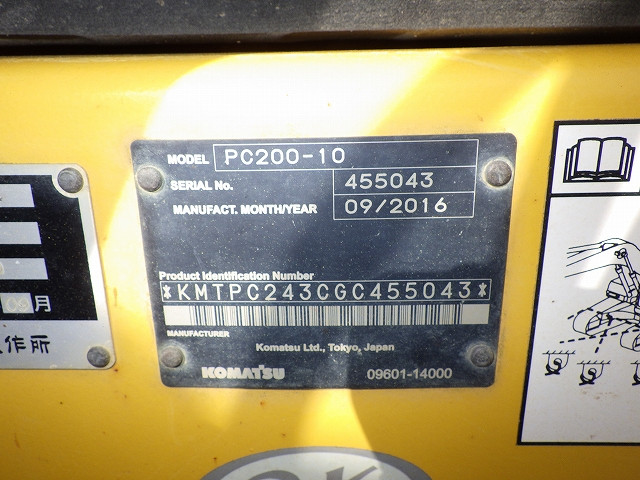 MODEL PC200-10
SERIAL No. 455043
MANUFACT. MONTH/YEAR 09/2016
Product Identification Number
*KMTPC243CGC455043*
MANUFACTURER
Komatsu Ltd., Tokyo, Japan
KOMATSU 09601-14000
月
作所